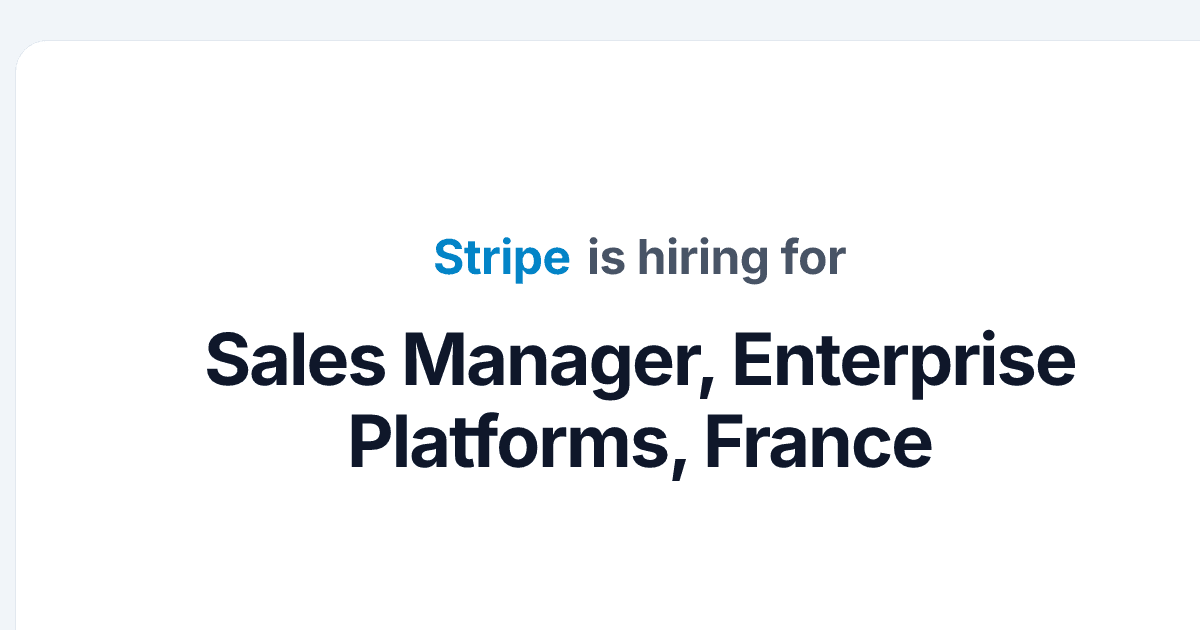 Stripe is hiring for
Sales Manager, Enterprise
Platforms, France